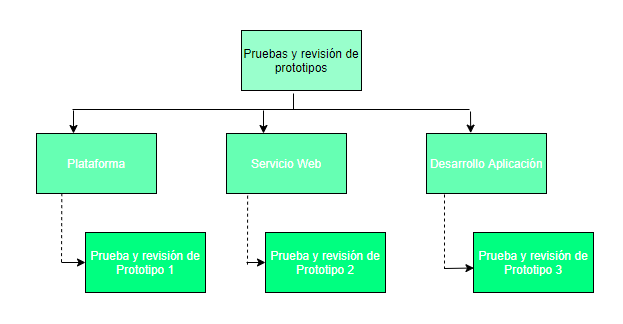 Pruebas y revisión de
prototipos
Plataforma
Servicio Web
Desarrollo Aplicación
Prueba y revisión de
Prototipo 1
Prueba y revisión de
Prototipo 2
Prueba y revisión de
Prototipo 3